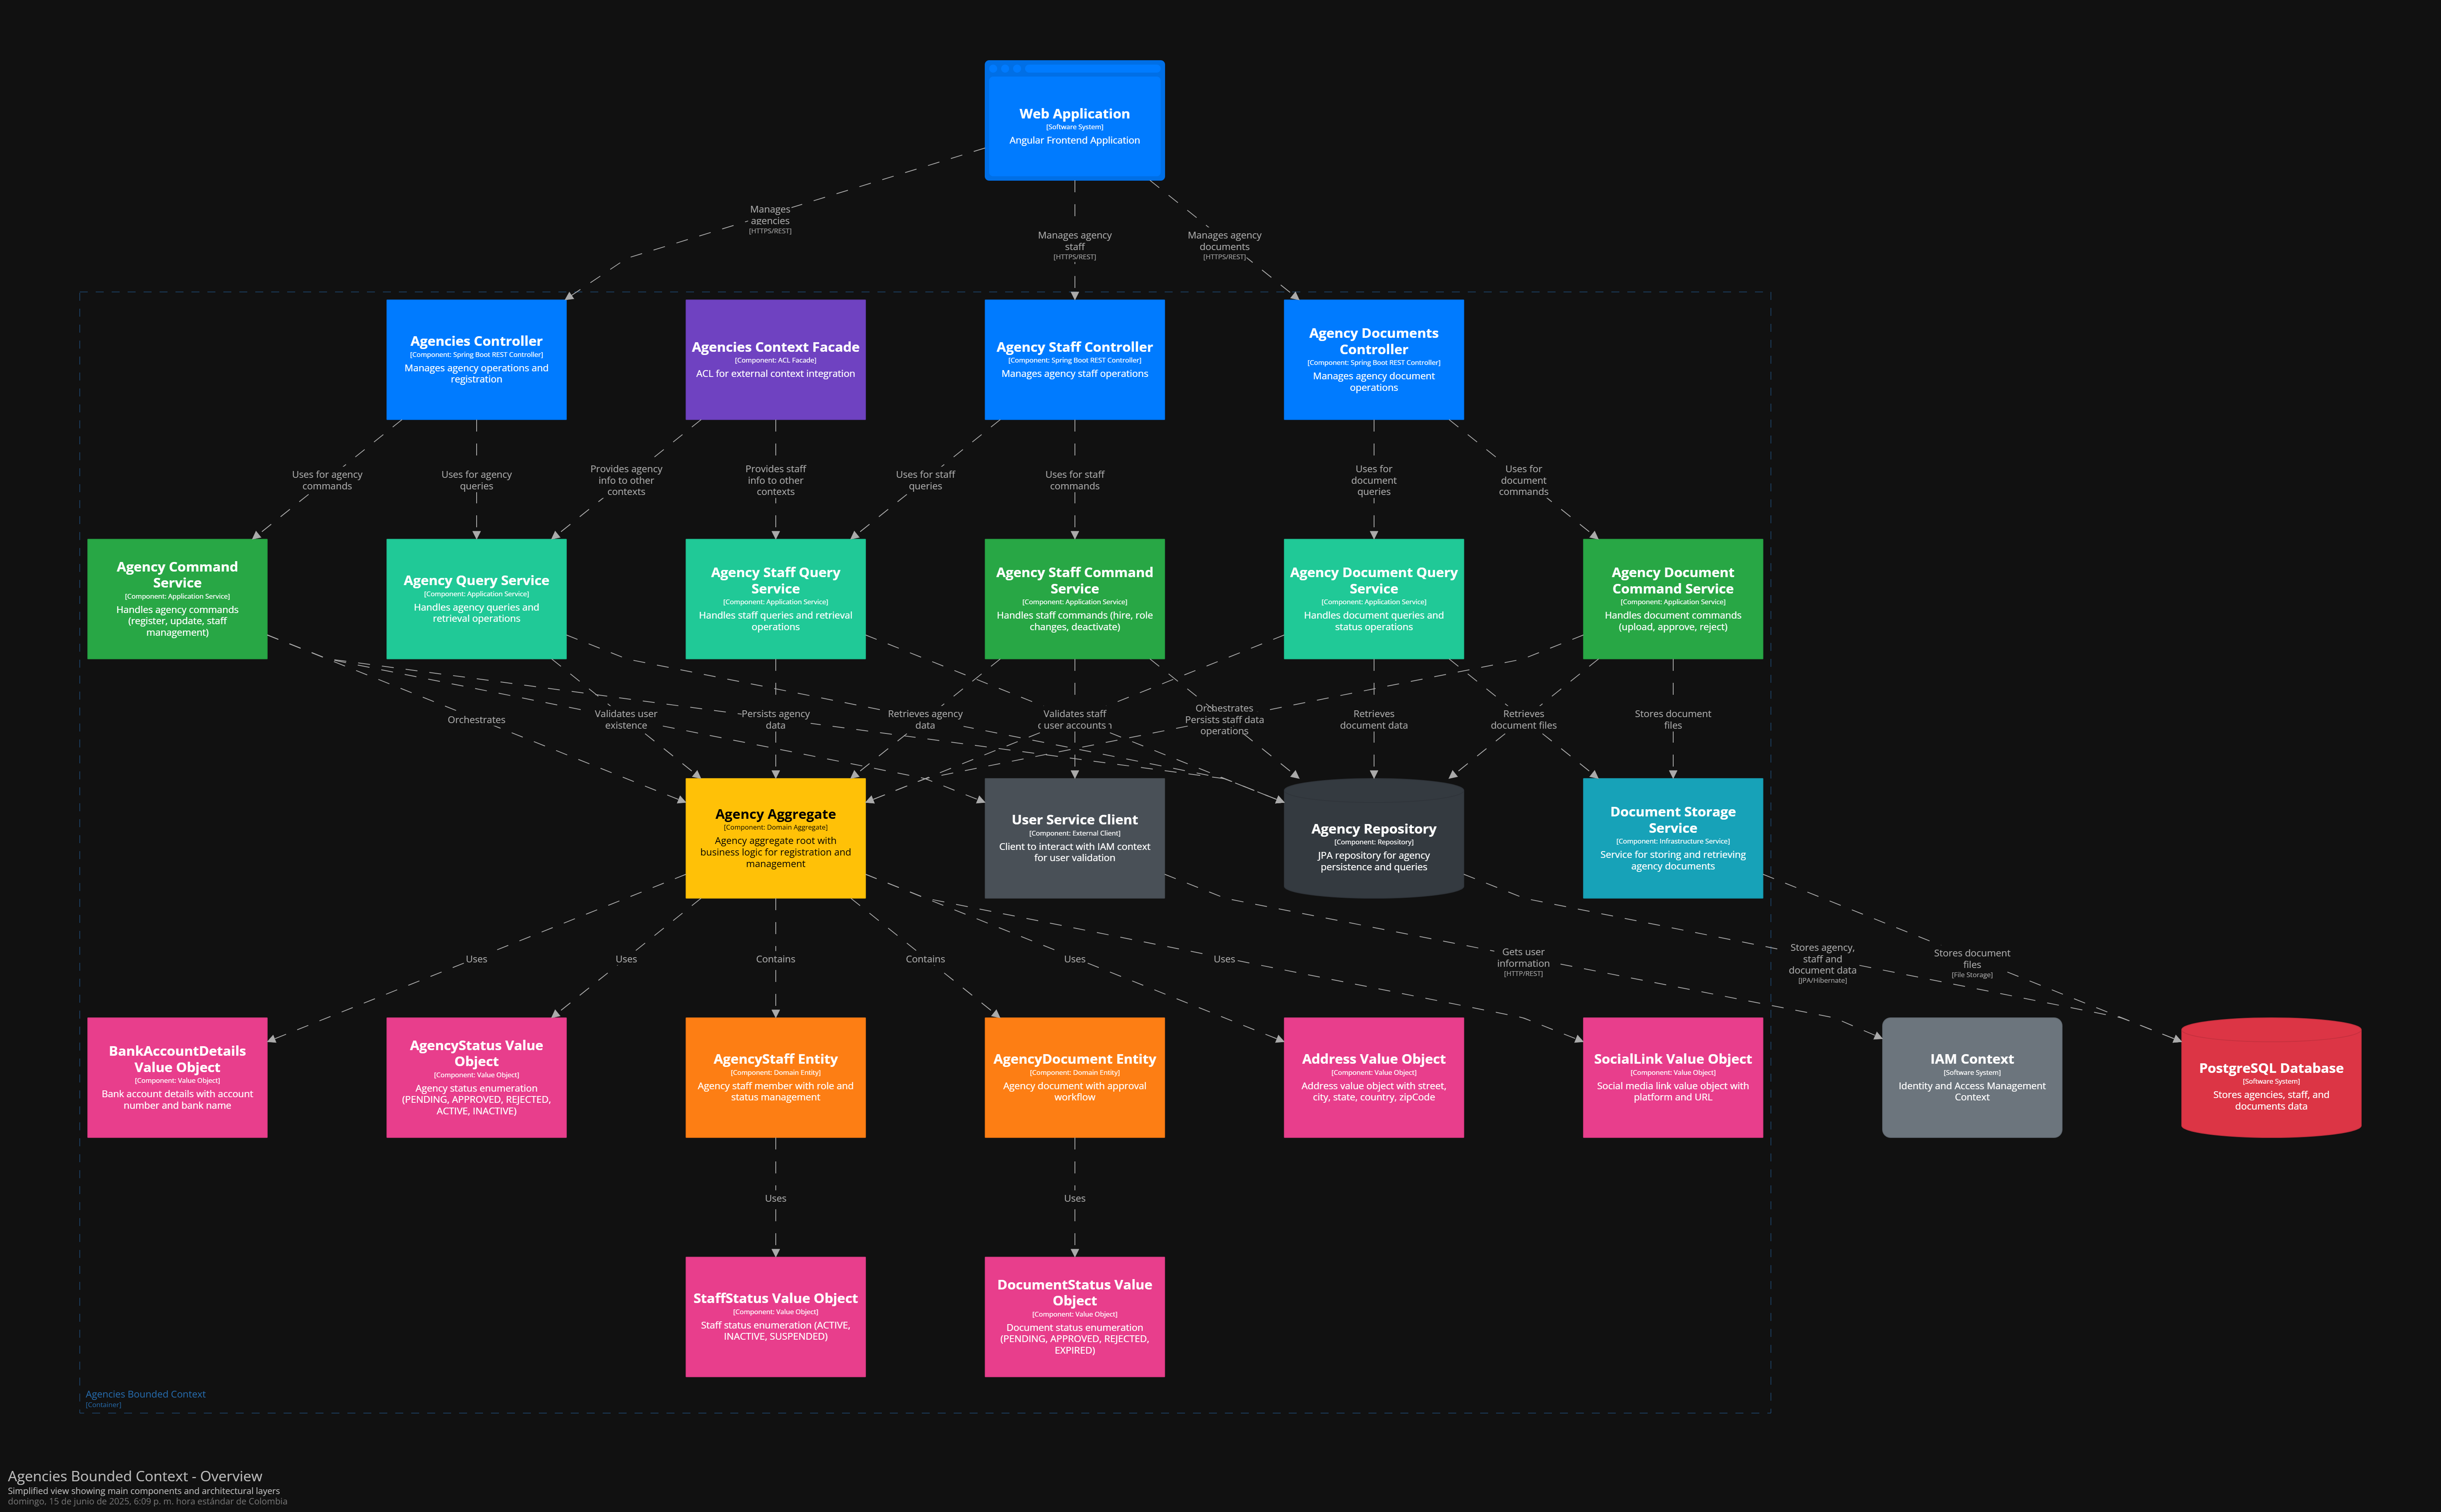 Web Application
[Software System]
Angular Frontend Application
Manages
agencies
[HTTPS/REST]
Manages agency
staff
[HTTPS/REST]
Manages agency
documents
[HTTPS/REST]
Agencies Controller
[Component: Spring Boot REST Controller]
Manages agency operations and
registration
Agencies Context Facade
[Component: ACL Facade]
ACL for external context integration
Agency Staff Controller
[Component: Spring Boot REST Controller]
Manages agency staff operations
Agency Documents
Controller
[Component: Spring Boot REST Controller]
Manages agency document
operations
Uses for agency
commands
Uses for agency
queries
Provides agency
info to other
contexts
Provides staff
info to other
contexts
Uses for staff
queries
Uses for staff
commands
Uses for
document
queries
Uses for
document
commands
Agency Command
Service
[Component: Application Service]
Handles agency commands
(register, update, staff
management)
Agency Query Service
[Component: Application Service]
Handles agency queries and
retrieval operations
Agency Staff Query
Service
[Component: Application Service]
Handles staff queries and retrieval
operations
Agency Staff Command
Service
[Component: Application Service]
Handles staff commands (hire, role
changes, deactivate)
Agency Document Query
Service
[Component: Application Service]
Handles document queries and
status operations
Agency Document
Command Service
[Component: Application Service]
Handles document commands
(upload, approve, reject)
Orchestrates
Validates user
existence
Persists agency
data
Retrieves agency
data
Validates staff
user accounts
Orchestrates
Persists staff data
operations
Retrieves
document data
Retrieves
document files
Stores document
files
Agency Aggregate
[Component: Domain Aggregate]
Agency aggregate root with
business logic for registration and
management
User Service Client
[Component: External Client]
Client to interact with IAM context
for user validation
Agency Repository
[Component: Repository]
JPA repository for agency
persistence and queries
Document Storage
Service
[Component: Infrastructure Service]
Service for storing and retrieving
agency documents
Uses
Uses
Contains
Contains
Uses
Uses
Gets user
information
[HTTP/REST]
Stores agency,
staff and
document data
[JPA/Hibernate]
Stores document
files
[File Storage]
BankAccountDetails
Value Object
[Component: Value Object]
Bank account details with account
number and bank name
AgencyStatus Value
Object
[Component: Value Object]
Agency status enumeration
(PENDING, APPROVED, REJECTED,
ACTIVE, INACTIVE)
AgencyStaff Entity
[Component: Domain Entity]
Agency staff member with role and
status management
AgencyDocument Entity
[Component: Domain Entity]
Agency document with approval
workflow
Address Value Object
[Component: Value Object]
Address value object with street,
city, state, country, zipCode
SocialLink Value Object
[Component: Value Object]
Social media link value object with
platform and URL
IAM Context
[Software System]
Identity and Access Management
Context
PostgreSQL Database
[Software System]
Stores agencies, staff, and
documents data
Uses
Uses
StaffStatus Value Object
[Component: Value Object]
Staff status enumeration (ACTIVE,
INACTIVE, SUSPENDED)
DocumentStatus Value
Object
[Component: Value Object]
Document status enumeration
(PENDING, APPROVED, REJECTED,
EXPIRED)
Agencies Bounded Context
[Container]
Agencies Bounded Context - Overview
Simplified view showing main components and architectural layers
domingo, 15 de junio de 2025, 6:09 p. m. hora estándar de Colombia